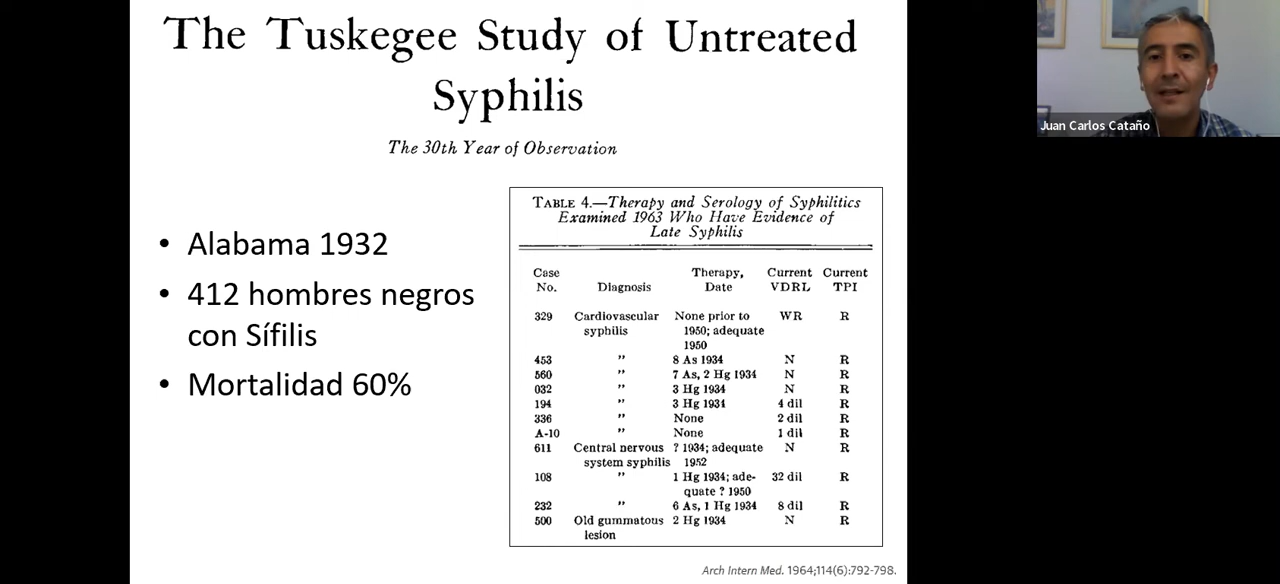 The Tuskegee Study of Untreated
Syphilis
The 30th Year of Observation
• Alabama 1932
• 412 hombres negros
con Sífilis
• Mortalidad 60%
TABLE 4.—Therapy and Serology of Syphilitics
Examined 1963 Who Have Evidence of
Late Syphilis
Case Therapy, Current Current
No. Diagnosis Date VDRL TPI
329 Cardiovascular None prior to WR R
syphilis 1950; adequate
1950
453 " 8 As 1934 N R
560 " 7 As, 2 Hg 1934 N R
032 " 3 Hg 1934 N R
194 " 3 Hg 1934 4 dil R
336 " None 2 dil R
A-10 " None 1 dil R
611 Central nervous ? 1934; adequate N R
system syphilis 1952
108 " 1 Hg 1934; ade- 32 dil R
quate ? 1950
232 " 6 As, 1 Hg 1934 8 dil R
500 Old gummatous 2 Hg 1934 N R
lesion
Arch Intern Med. 1964;114(6):792-798.
Juan Carlos Cataño